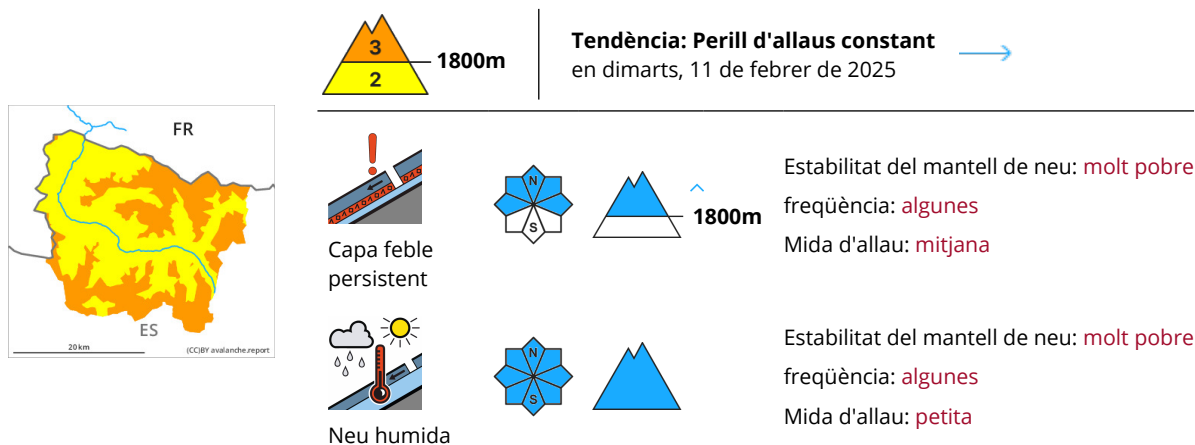 3
2
1800m
Tendència: Perill d'allaus constant
en dimarts, 11 de febrer de 2025
FR
ES
20 km
(CC)BY avalanche.report
Capa feble
persistent
N
S
1800m
Estabilitat del mantell de neu: molt pobre
freqüència: algunes
Mida d'allau: mitjana
Neu humida
N
S
Estabilitat del mantell de neu: molt pobre
freqüència: algunes
Mida d'allau: petita